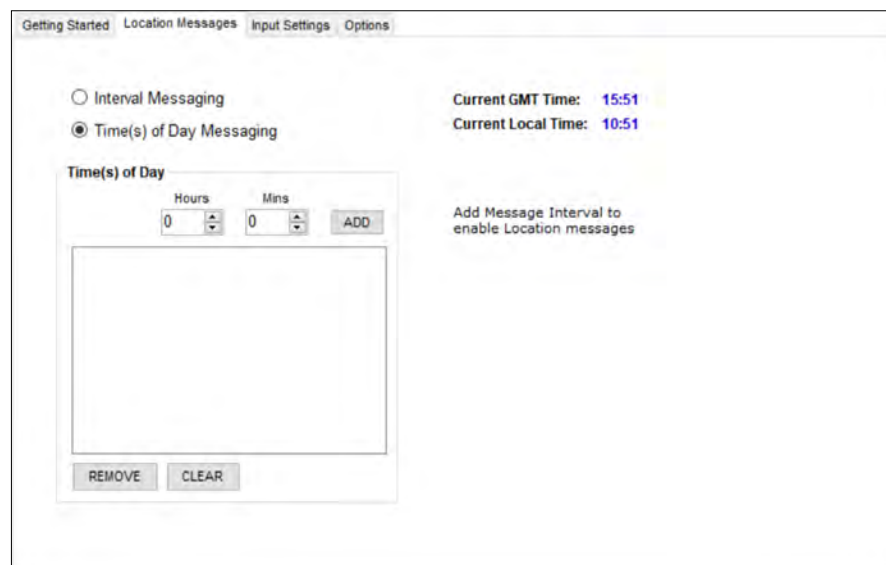 Getting Started Location Messages Input Settings Options
Interval Messaging
Time(s) of Day Messaging
Current GMT Time: 15:51
Current Local Time: 10:51
Time(s) of Day
Hours Mins
0 0 ADD
Add Message Interval to
enable Location messages
REMOVE CLEAR